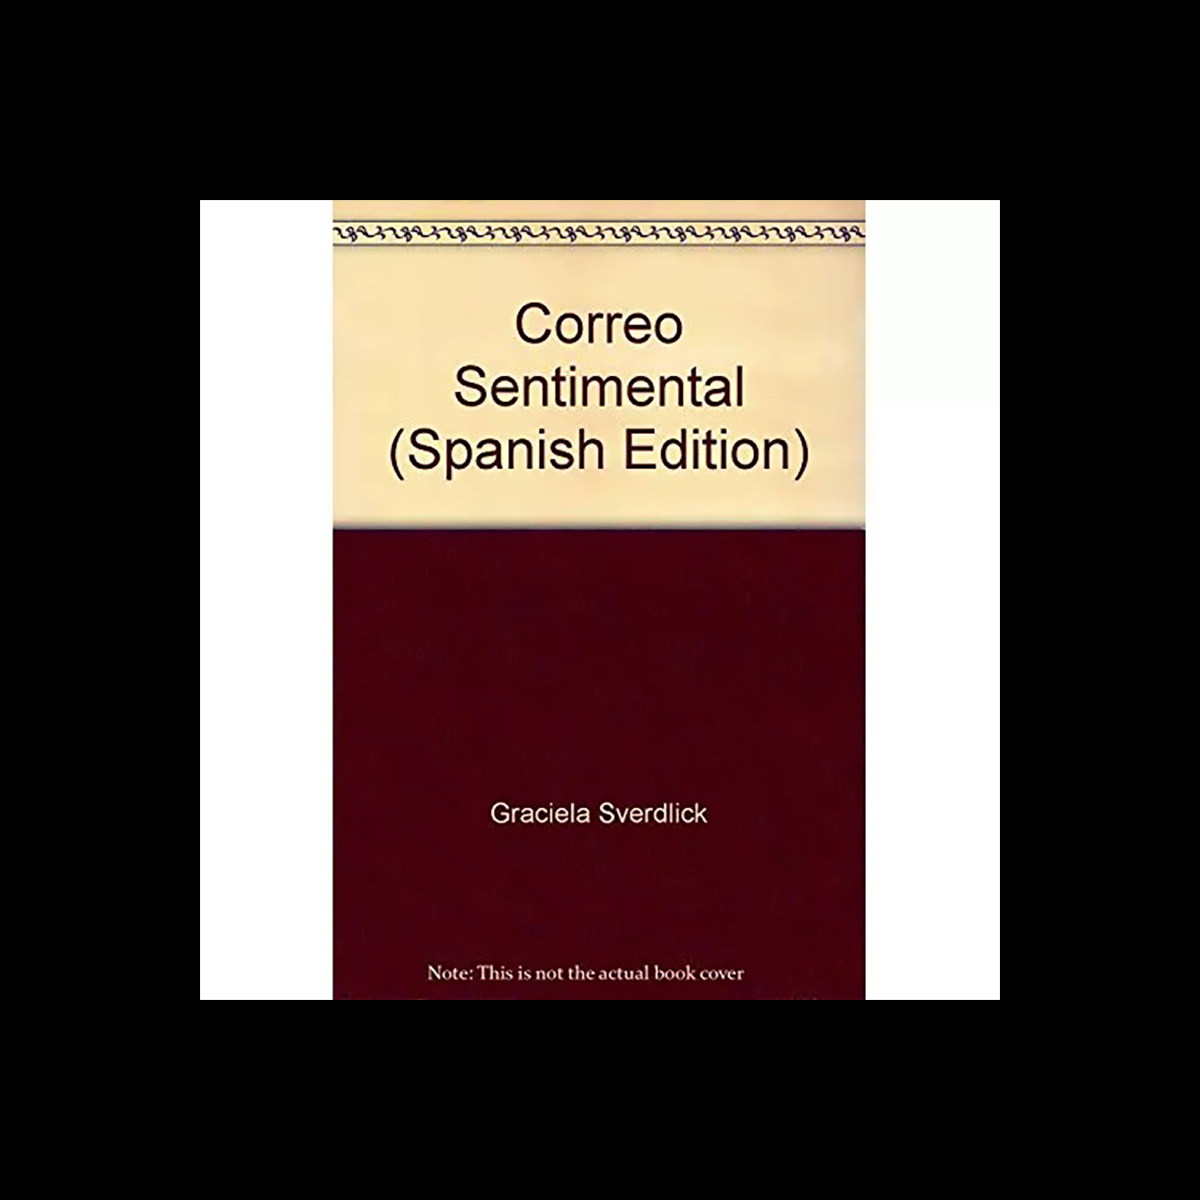 Correo
Sentimental
(Spanish Edition)
Graciela Sverdlick
Note: This is not the actual book cover